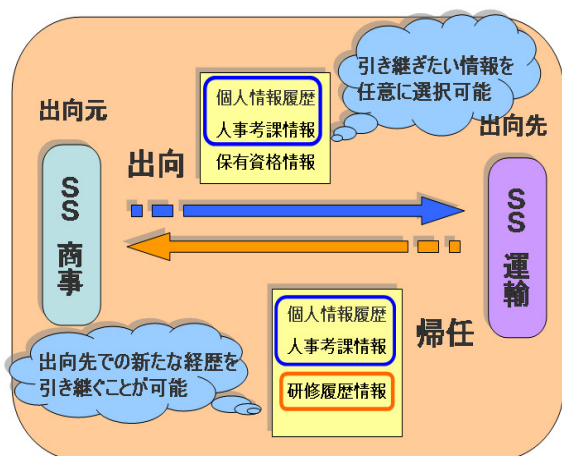 引き継ぎたい情報を
任意に選択可能
出向元
出向先
個人情報履歴
人事考課情報
保有資格情報
出向
SS商事
SS運輸
個人情報履歴
人事考課情報
研修履歴情報
帰任
出向先での新たな経歴を
引き継ぐことが可能